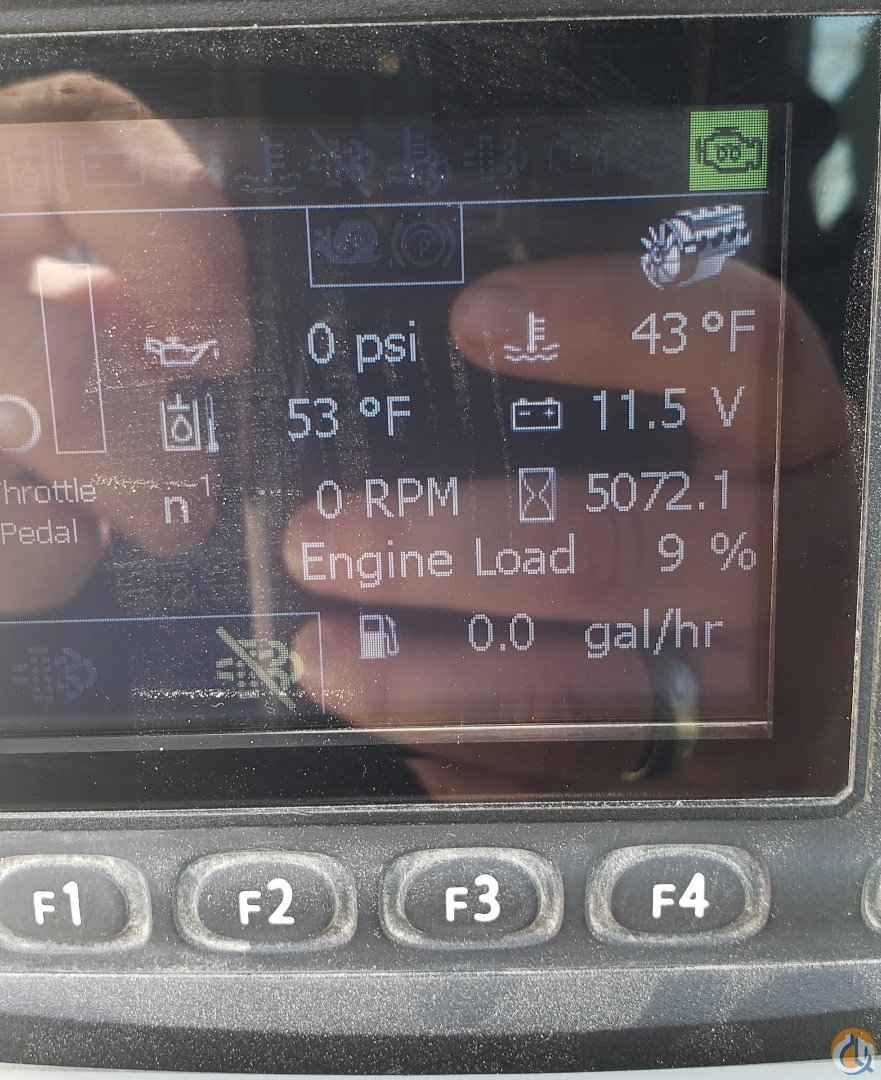 0 psi 43 °F
53 °F 11.5 V
Throttle n⁻¹ 0 RPM 5072.1
Pedal
Engine Load 9 %
0.0 gal/hr
F1 F2 F3 F4